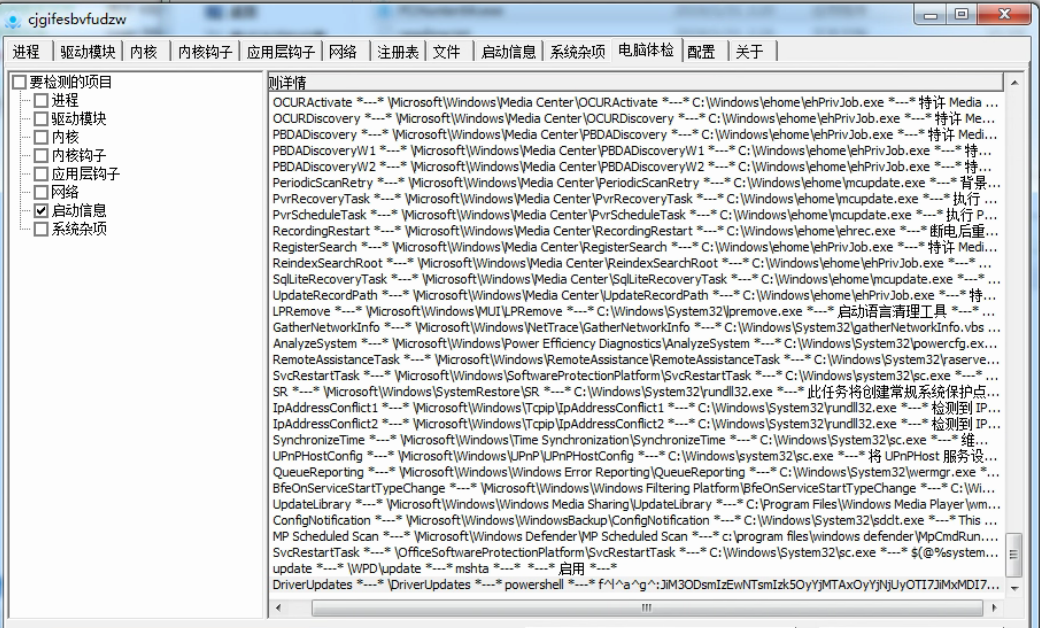 cjgifesbvfudzw
进程 驱动模块 内核 内核钩子 应用层钩子 网络 注册表 文件 启动信息 系统杂项 电脑体检 配置 关于
要检测的项目
进程
驱动模块
内核
内核钩子
应用层钩子
网络
启动信息
系统杂项
则详情
OCURActivate *---* \Microsoft\Windows\Media Center\OCURActivate *---* C:\Windows\ehome\ehPrivJob.exe *---* 特许 Media ...
OCURDiscovery *---* \Microsoft\Windows\Media Center\OCURDiscovery *---* C:\Windows\ehome\ehPrivJob.exe *---* 特许 Me...
PBDADiscovery *---* \Microsoft\Windows\Media Center\PBDADiscovery *---* C:\Windows\ehome\ehPrivJob.exe *---* 特许 Medi...
PBDADiscoveryW1 *---* \Microsoft\Windows\Media Center\PBDADiscoveryW1 *---* C:\Windows\ehome\ehPrivJob.exe *---* 特...
PBDADiscoveryW2 *---* \Microsoft\Windows\Media Center\PBDADiscoveryW2 *---* C:\Windows\ehome\ehPrivJob.exe *---* 特...
PeriodicScanRetry *---* \Microsoft\Windows\Media Center\PeriodicScanRetry *---* C:\Windows\ehome\mcupdate.exe *---* 背景...
PvrRecoveryTask *---* \Microsoft\Windows\Media Center\PvrRecoveryTask *---* C:\Windows\ehome\mcupdate.exe *---* 执行 ...
PvrScheduleTask *---* \Microsoft\Windows\Media Center\PvrScheduleTask *---* C:\Windows\ehome\mcupdate.exe *---* 执行 P...
RecordingRestart *---* \Microsoft\Windows\Media Center\RecordingRestart *---* C:\Windows\ehome\ehrec.exe *---* 断电后重...
RegisterSearch *---* \Microsoft\Windows\Media Center\RegisterSearch *---* C:\Windows\ehome\ehPrivJob.exe *---* 特许 Medi...
ReindexSearchRoot *---* \Microsoft\Windows\Media Center\ReindexSearchRoot *---* C:\Windows\ehome\ehPrivJob.exe *---* ...
SqlLiteRecoveryTask *---* \Microsoft\Windows\Media Center\SqlLiteRecoveryTask *---* C:\Windows\ehome\mcupdate.exe *---* ...
UpdateRecordPath *---* \Microsoft\Windows\Media Center\UpdateRecordPath *---* C:\Windows\ehome\ehPrivJob.exe *---* 特...
LPRemove *---* \Microsoft\Windows\MUI\LPRemove *---* C:\Windows\System32\lpremove.exe *---* 启动语言清理工具 *---*...
GatherNetworkInfo *---* \Microsoft\Windows\NetTrace\GatherNetworkInfo *---* C:\Windows\System32\gatherNetworkInfo.vbs ...
AnalyzeSystem *---* \Microsoft\Windows\Power Efficiency Diagnostics\AnalyzeSystem *---* C:\Windows\System32\powercfg.ex...
RemoteAssistanceTask *---* \Microsoft\Windows\RemoteAssistance\RemoteAssistanceTask *---* C:\Windows\System32\raserve...
SvcRestartTask *---* \Microsoft\Windows\SoftwareProtectionPlatform\SvcRestartTask *---* C:\Windows\system32\sc.exe *---* ...
SR *---* \Microsoft\Windows\SystemRestore\SR *---* C:\Windows\System32\rundll32.exe *---* 此任务将创建常规系统保护点...
IpAddressConflict1 *---* \Microsoft\Windows\Tcpip\IpAddressConflict1 *---* C:\Windows\System32\rundll32.exe *---* 检测到 IP...
IpAddressConflict2 *---* \Microsoft\Windows\Tcpip\IpAddressConflict2 *---* C:\Windows\System32\rundll32.exe *---* 检测到 IP...
SynchronizeTime *---* \Microsoft\Windows\Time Synchronization\SynchronizeTime *---* C:\Windows\System32\sc.exe *---* 维...
UPnPHostConfig *---* \Microsoft\Windows\UPnP\UPnPHostConfig *---* C:\Windows\system32\sc.exe *---* 将 UPnPHost 服务设...
QueueReporting *---* \Microsoft\Windows\Windows Error Reporting\QueueReporting *---* C:\Windows\System32\wermgr.exe *...
BfeOnServiceStartTypeChange *---* \Microsoft\Windows\Windows Filtering Platform\BfeOnServiceStartTypeChange *---* C:\Wi...
UpdateLibrary *---* \Microsoft\Windows\Windows Media Sharing\UpdateLibrary *---* C:\Program Files\Windows Media Player\wm...
ConfigNotification *---* \Microsoft\Windows\WindowsBackup\ConfigNotification *---* C:\Windows\System32\sdclt.exe *---* This ...
MP Scheduled Scan *---* \Microsoft\Windows Defender\MP Scheduled Scan *---* c:\program files\windows defender\MpCmdRun....
SvcRestartTask *---* \OfficeSoftwareProtectionPlatform\SvcRestartTask *---* C:\Windows\System32\sc.exe *---* $(@%system...
update *---* \WPD\update *---* mshta *---* *---* 启用 *---*
DriverUpdates *---* \DriverUpdates *---* powershell *---* f^l^a^g^:JiM3ODsmIzEwNTsmIzk5OyYjMTAxOyYjNjUyOTI7JiMxMDI7...